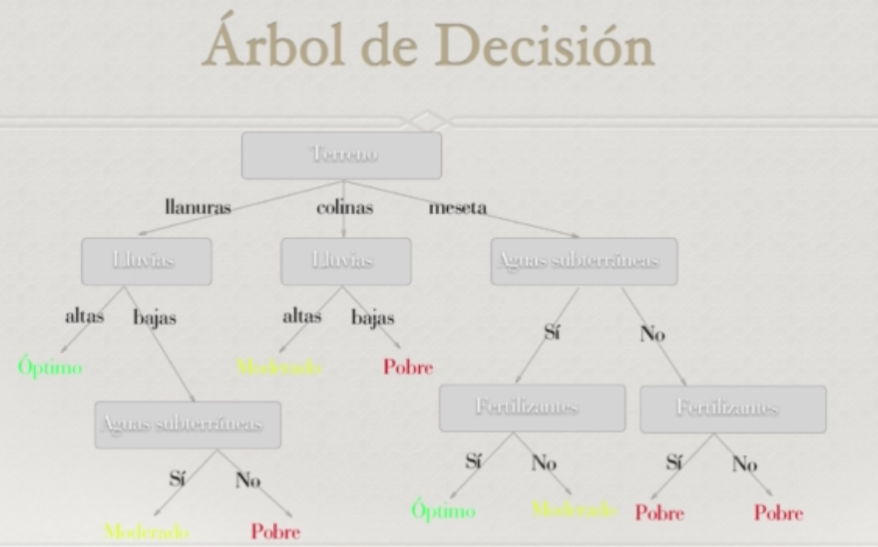 Árbol de Decisión
Terreno
llanuras colinas meseta
Lluvias Lluvias Aguas subterráneas
altas bajas altas bajas Sí No
Óptimo Moderado Pobre
Fertilizantes Fertilizantes
Aguas subterráneas
Sí No Sí No
Sí No
Óptimo Moderado Pobre Pobre
Moderado Pobre